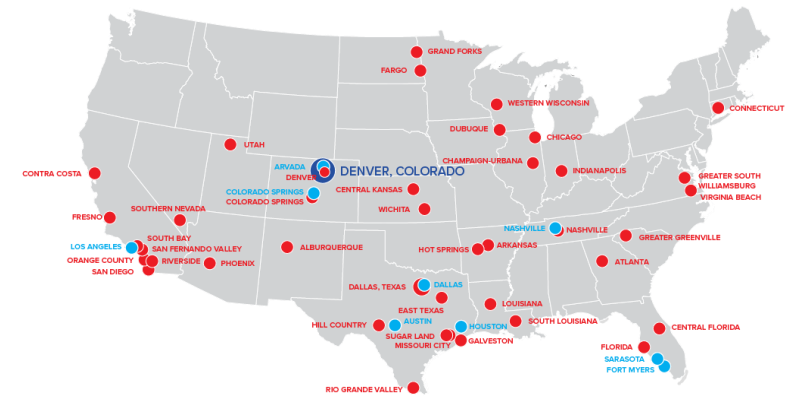 GRAND FORKS
FARGO
WESTERN WISCONSIN
CONNECTICUT
DUBUQUE
CHICAGO
UTAH
CHAMPAIGN-URBANA
ARVADA
DENVER, COLORADO
DENVER
INDIANAPOLIS
CONTRA COSTA
GREATER SOUTH
WILLIAMSBURG
VIRGINIA BEACH
COLORADO SPRINGS
COLORADO SPRINGS
CENTRAL KANSAS
WICHITA
SOUTHERN NEVADA
FRESNO
NASHVILLE
NASHVILLE
GREATER GREENVILLE
SOUTH BAY
LOS ANGELES
SAN FERNANDO VALLEY
ALBURQUERQUE
HOT SPRINGS
ARKANSAS
ORANGE COUNTY
RIVERSIDE
PHOENIX
ATLANTA
SAN DIEGO
DALLAS, TEXAS
DALLAS
EAST TEXAS
LOUISIANA
HILL COUNTRY
AUSTIN
HOUSTON
SOUTH LOUISIANA
CENTRAL FLORIDA
SUGAR LAND
MISSOURI CITY
GALVESTON
FLORIDA
SARASOTA
FORT MYERS
RIO GRANDE VALLEY